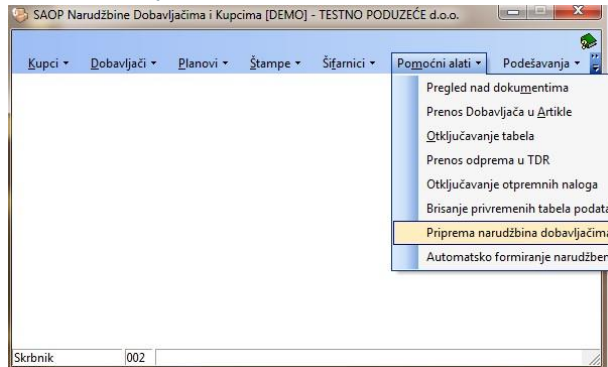 SAOP Narudžbine Dobavljačima i Kupcima [DEMO] - TESTNO PODUZEĆE d.o.o.
Kupci Dobavljači Planovi Štampe Šifarnici Pomoćni alati Podešavanja
Pregled nad dokumentima
Prenos Dobavljača u Artikle
Otključavanje tabela
Prenos odprema u TDR
Otključavanje otpremnih naloga
Brisanje privremenih tabela podata
Priprema narudžbina dobavljačima
Automatsko formiranje narudžben
Skrbnik 002